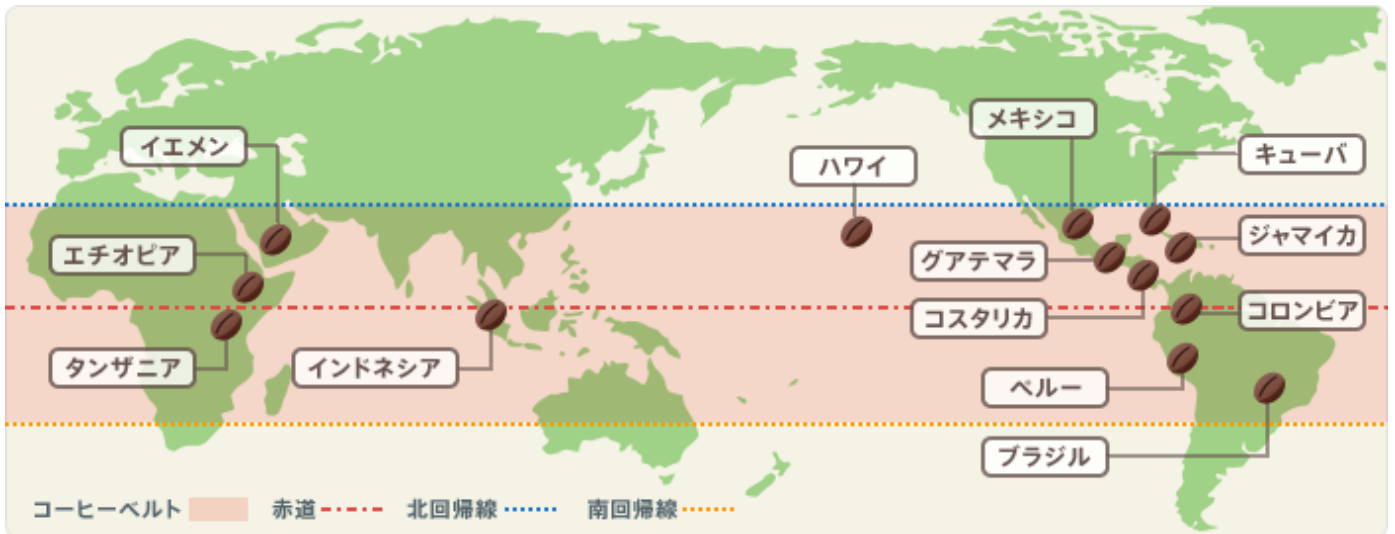 メキシコ
イエメン
キューバ
ハワイ
ジャマイカ
エチオピア
グアテマラ
コロンビア
コスタリカ
タンザニア
インドネシア
ペルー
ブラジル
コーヒーベルト 赤道 北回帰線 南回帰線